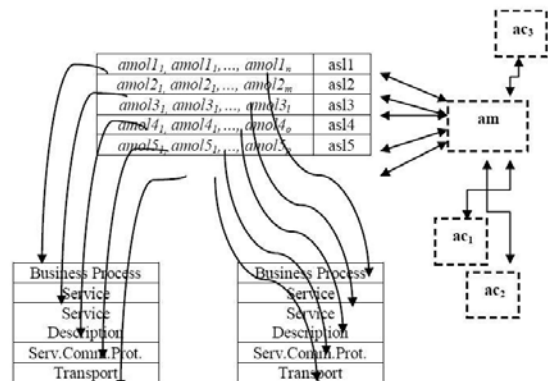 ac3
amol11, amol11,..., amol1n asl1
amol21, amol21,..., amol2m asl2
amol31, amol31,..., amol3l asl3
amol41, amol41,..., amol4o asl4
amol51, amol51,..., amol5 asl5
am
ac1
ac2
Business Process
Service
Service
Description
Serv.Comm.Prot.
Transport
Business Process
Service
Service
Description
Serv.Comm.Prot.
Transport